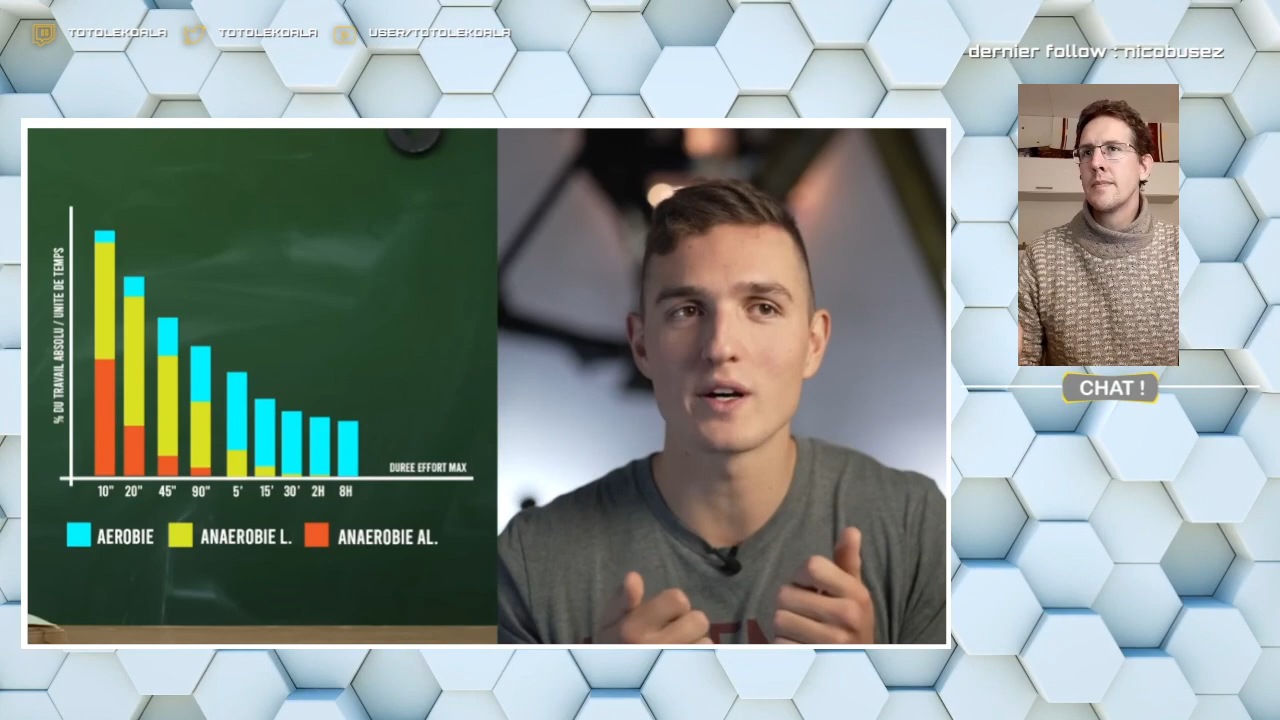 TOTOLEKOALA TOTOLEKOALA USER/TOTOLEKOALA
dernier follow : nicobusez
% DU TRAVAIL ABSOLU / UNITE DE TEMPS
DUREE EFFORT MAX
10" 20" 45" 90" 5' 15' 30' 2H 8H
AEROBIE ANAEROBIE L. ANAEROBIE AL.
CHAT !